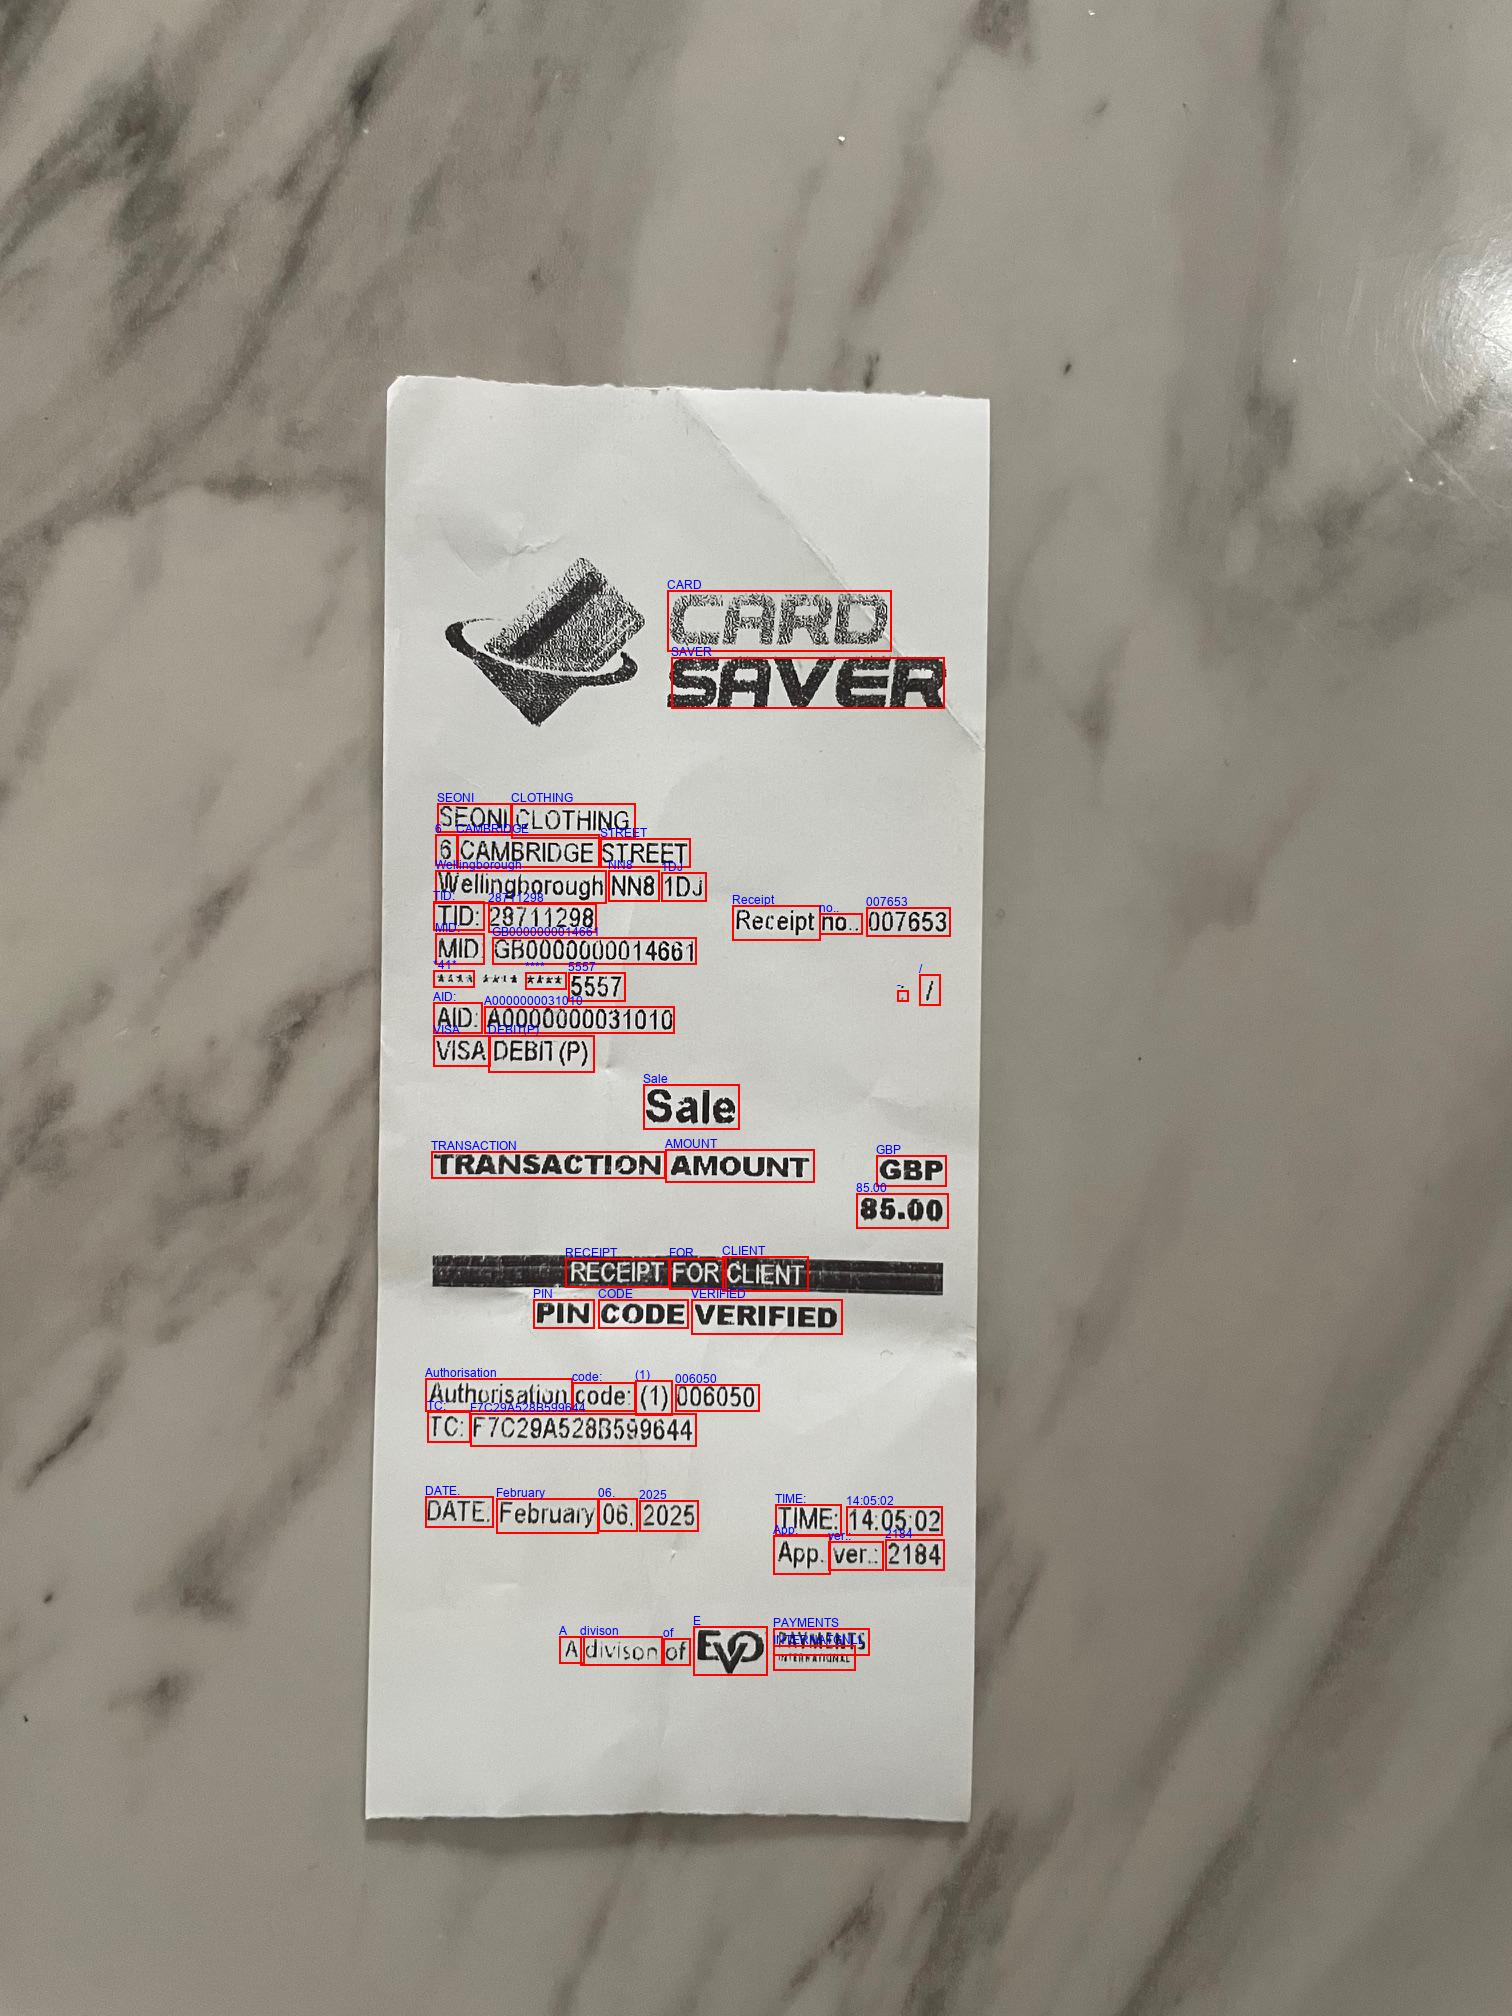 CARD
SAVER
SEONI CLOTHING
6 CAMBRIDGE STREET
Wellingborough NN8 1DJ
TID: 28711298 Receipt no.: 007653
MID: GB0000000014661
**** **** **** 5557 /
AID: A0000000031010
VISA DEBIT(P)
Sale
TRANSACTION AMOUNT GBP
85.00
RECEIPT FOR CLIENT
PIN CODE VERIFIED
Authorisation code: (1) 006050
TC: F7C29A528B599644
DATE. February 06. 2025 TIME: 14:05:02
App. ver.: 2184
A divison of EVO PAYMENTS
INTERNATIONAL